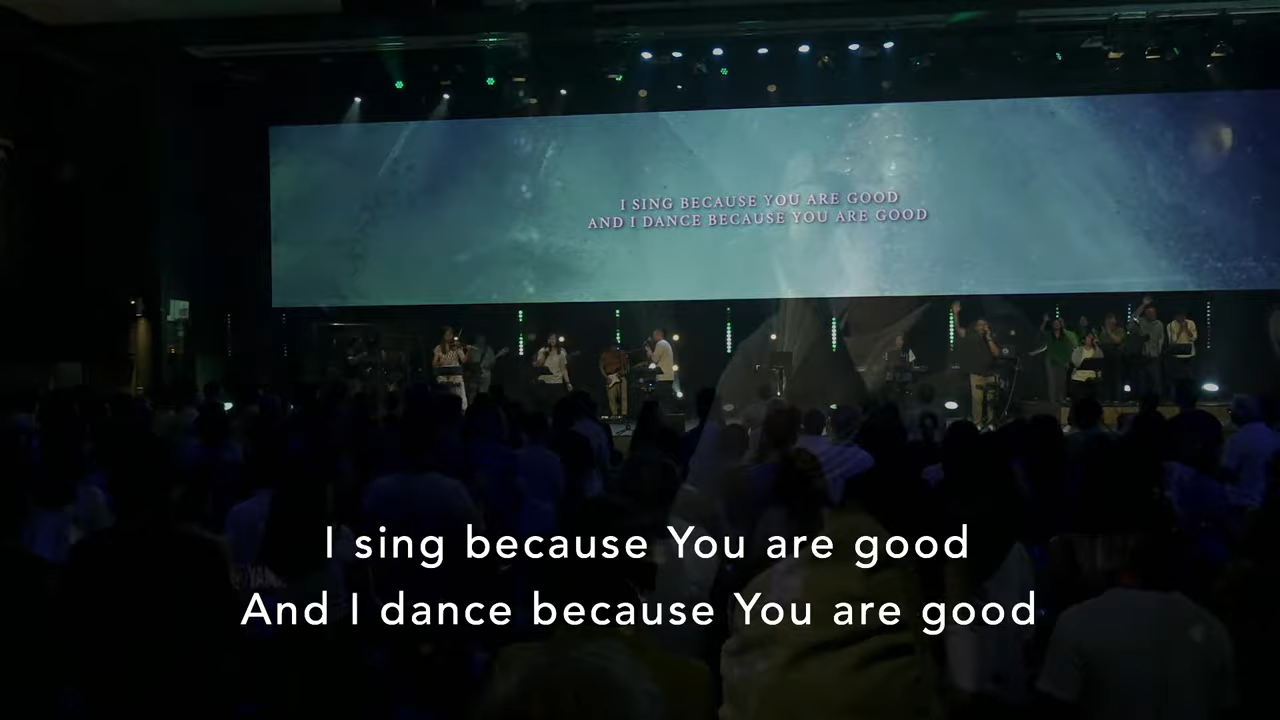 I SING BECAUSE YOU ARE GOOD
AND I DANCE BECAUSE YOU ARE GOOD
I sing because You are good
And I dance because You are good